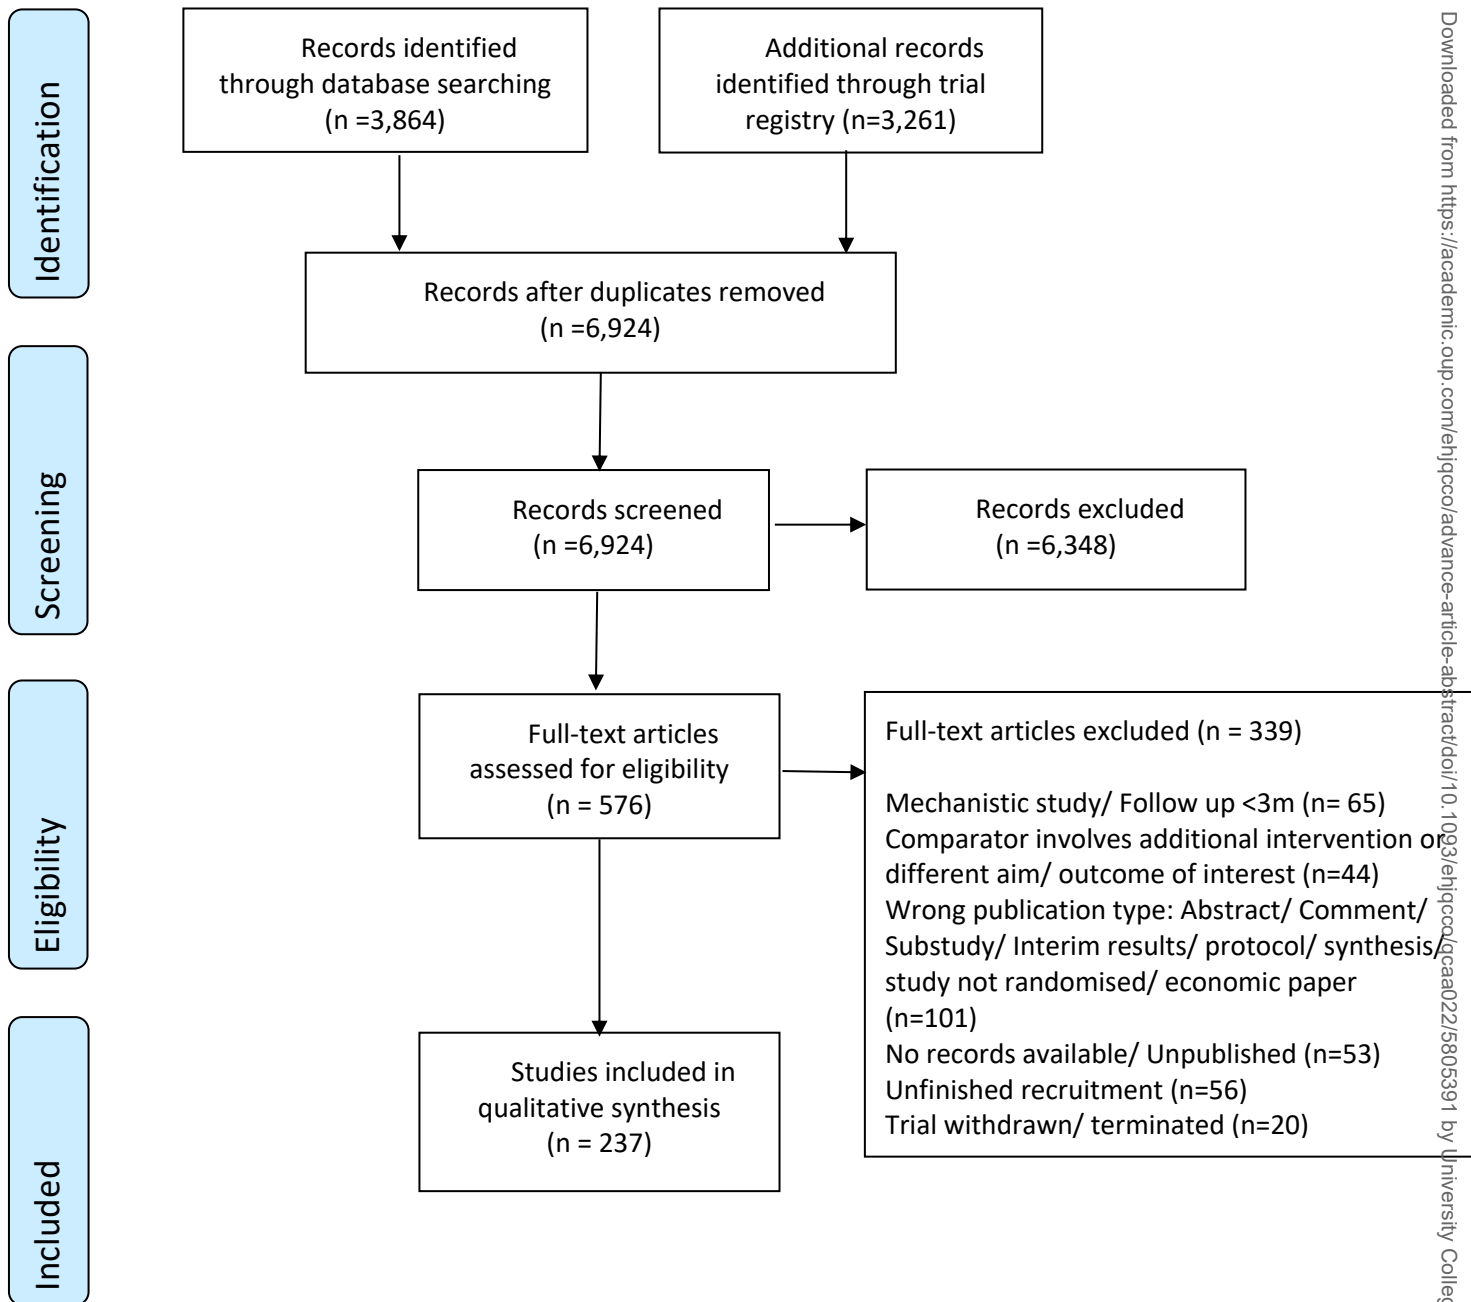 Identification
Records identified
through database searching
(n =3,864)
Additional records
identified through trial
registry (n=3,261)
Records after duplicates removed
(n =6,924)
Screening
Records screened
(n =6,924)
Records excluded
(n =6,348)
Eligibility
Full-text articles
assessed for eligibility
(n = 576)
Full-text articles excluded (n = 339)
Mechanistic study/ Follow up <3m (n= 65)
Comparator involves additional intervention or
different aim/ outcome of interest (n=44)
Wrong publication type: Abstract/ Comment/
Substudy/ Interim results/ protocol/ synthesis/
study not randomised/ economic paper
(n=101)
No records available/ Unpublished (n=53)
Unfinished recruitment (n=56)
Trial withdrawn/ terminated (n=20)
Included
Studies included in
qualitative synthesis
(n = 237)
Downloaded from https://academic.oup.com/ehjqcco/advance-article-abstract/doi/10.1093/ehjqcco/qcaa022/5805391 by University Colleg